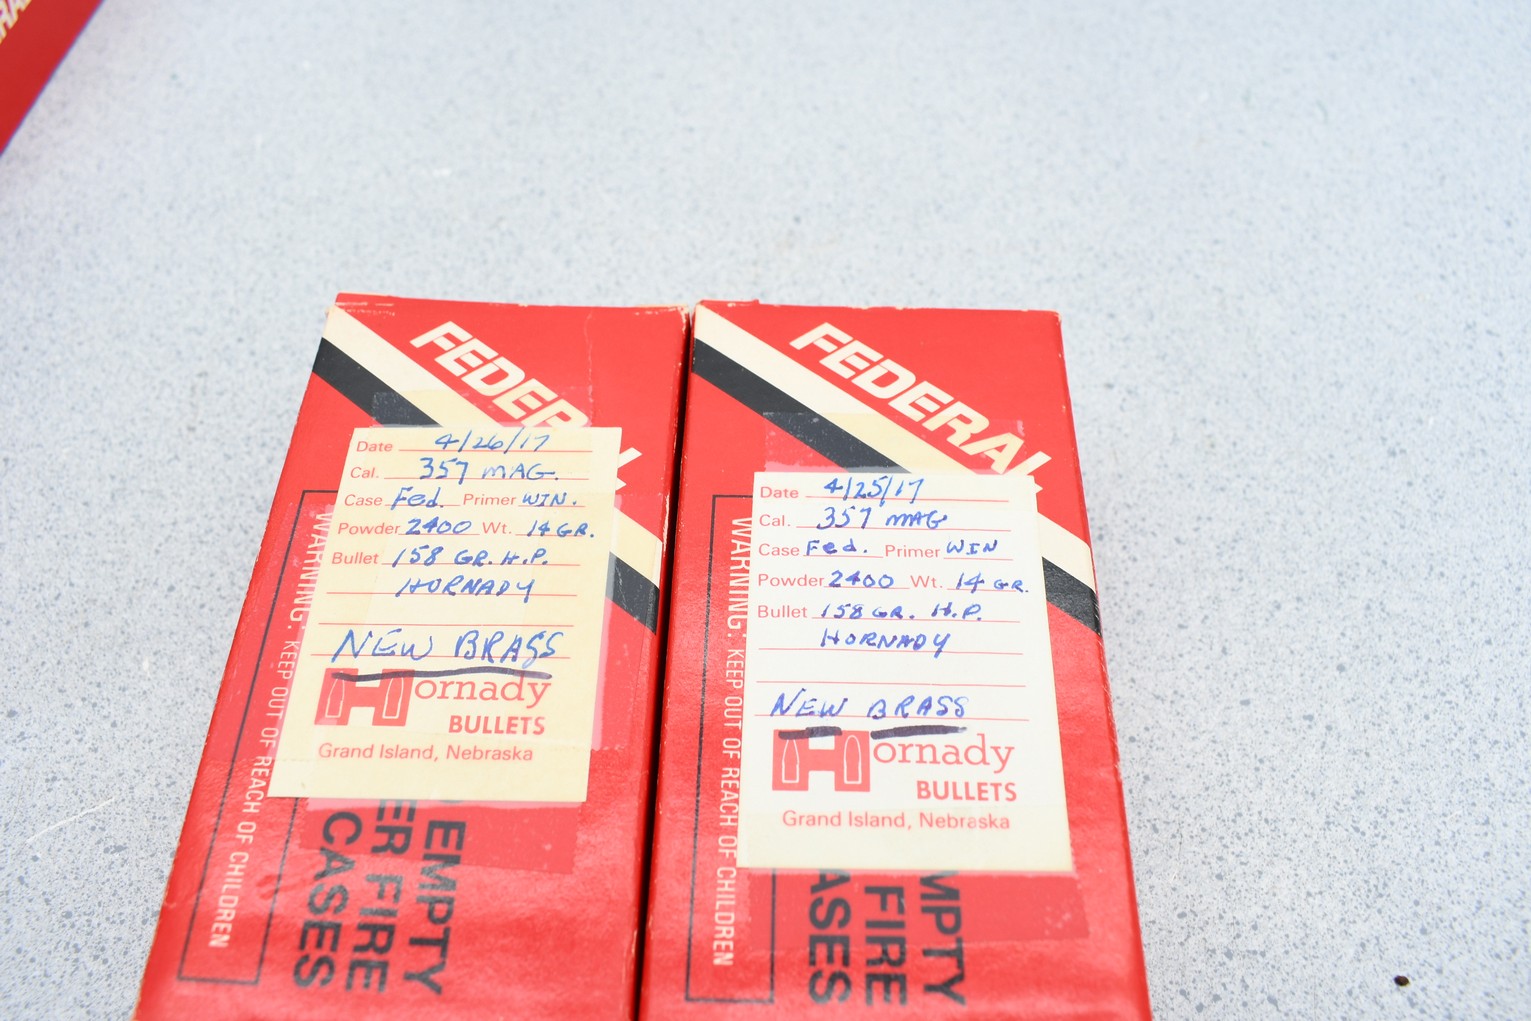 FEDERAL
Date 4/26/17
Cal. 357 MAG.
Case Fed. Primer WIN.
Powder 2400 Wt. 14 GR.
Bullet 158 GR. H.P.
HORNADY
NEW BRASS
Hornady
BULLETS
Grand Island, Nebraska
WARNING: KEEP OUT OF REACH OF CHILDREN
EMPTY
ER FIRE
CASES
FEDERAL
Date 4/25/17
Cal. 357 MAG
Case Fed. Primer WIN
Powder 2400 Wt. 14 GR.
Bullet 158 GR. H.P.
HORNADY
NEW BRASS
Hornady
BULLETS
Grand Island, Nebraska
WARNING: KEEP OUT OF REACH OF CHILDREN
MPTY
FIRE
ASES